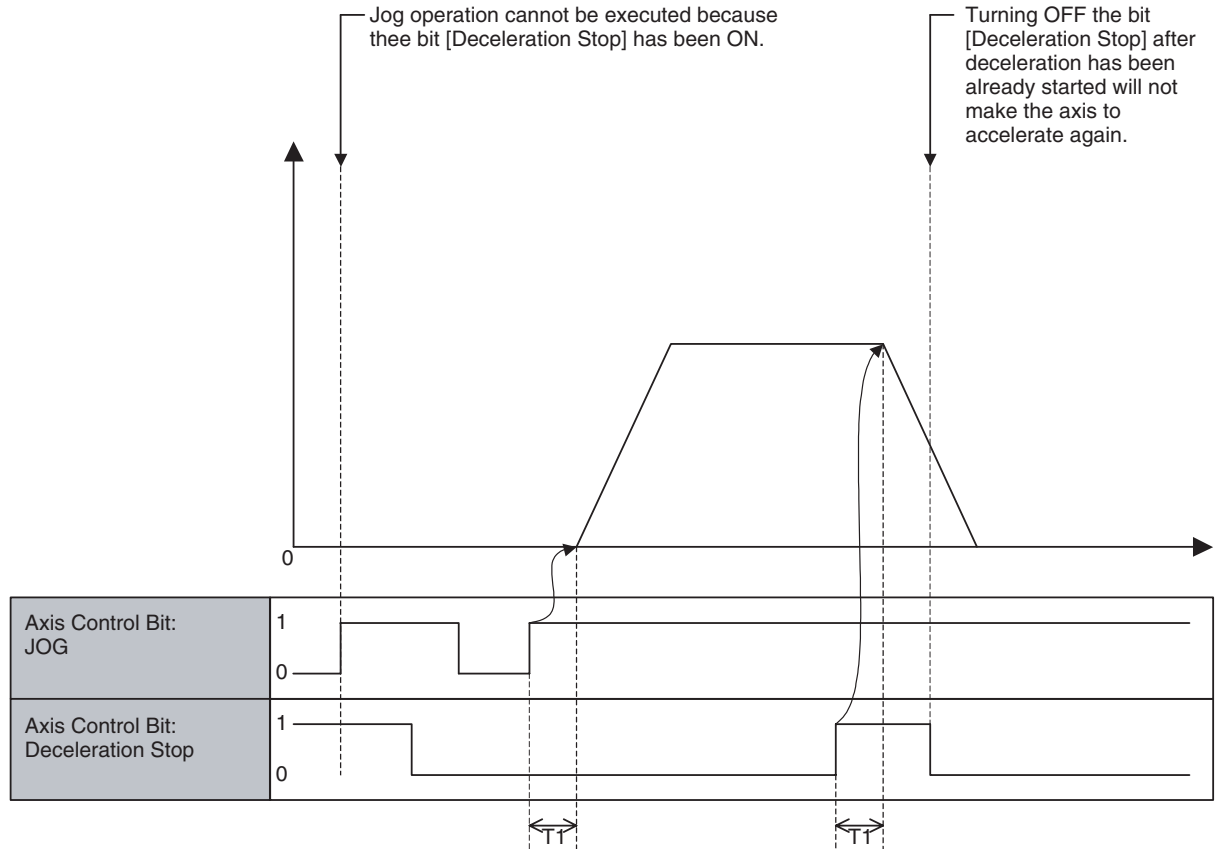 Jog operation cannot be executed because
thee bit [Deceleration Stop] has been ON.
Turning OFF the bit
[Deceleration Stop] after
deceleration has been
already started will not
make the axis to
accelerate again.
0
Axis Control Bit:
JOG
1
0
Axis Control Bit:
Deceleration Stop
1
0
T1
T1